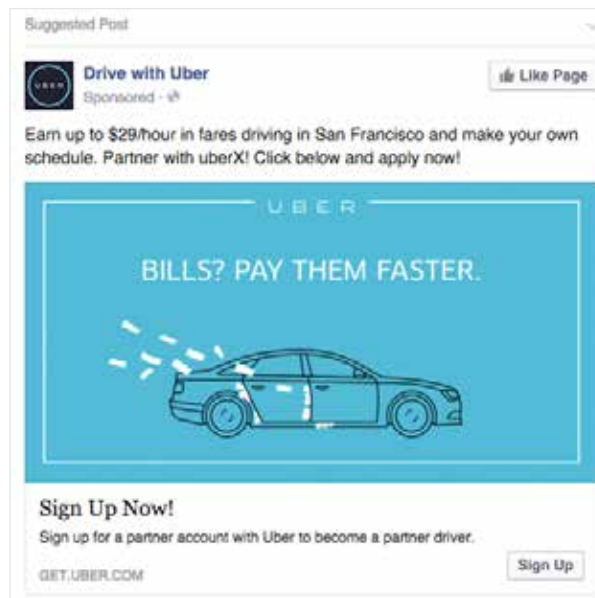 Suggested Post
UBER
Drive with Uber
Sponsored ·
Like Page
Earn up to $29/hour in fares driving in San Francisco and make your own
schedule. Partner with uberX! Click below and apply now!
UBER
BILLS? PAY THEM FASTER.
Sign Up Now!
Sign up for a partner account with Uber to become a partner driver.
GET.UBER.COM
Sign Up